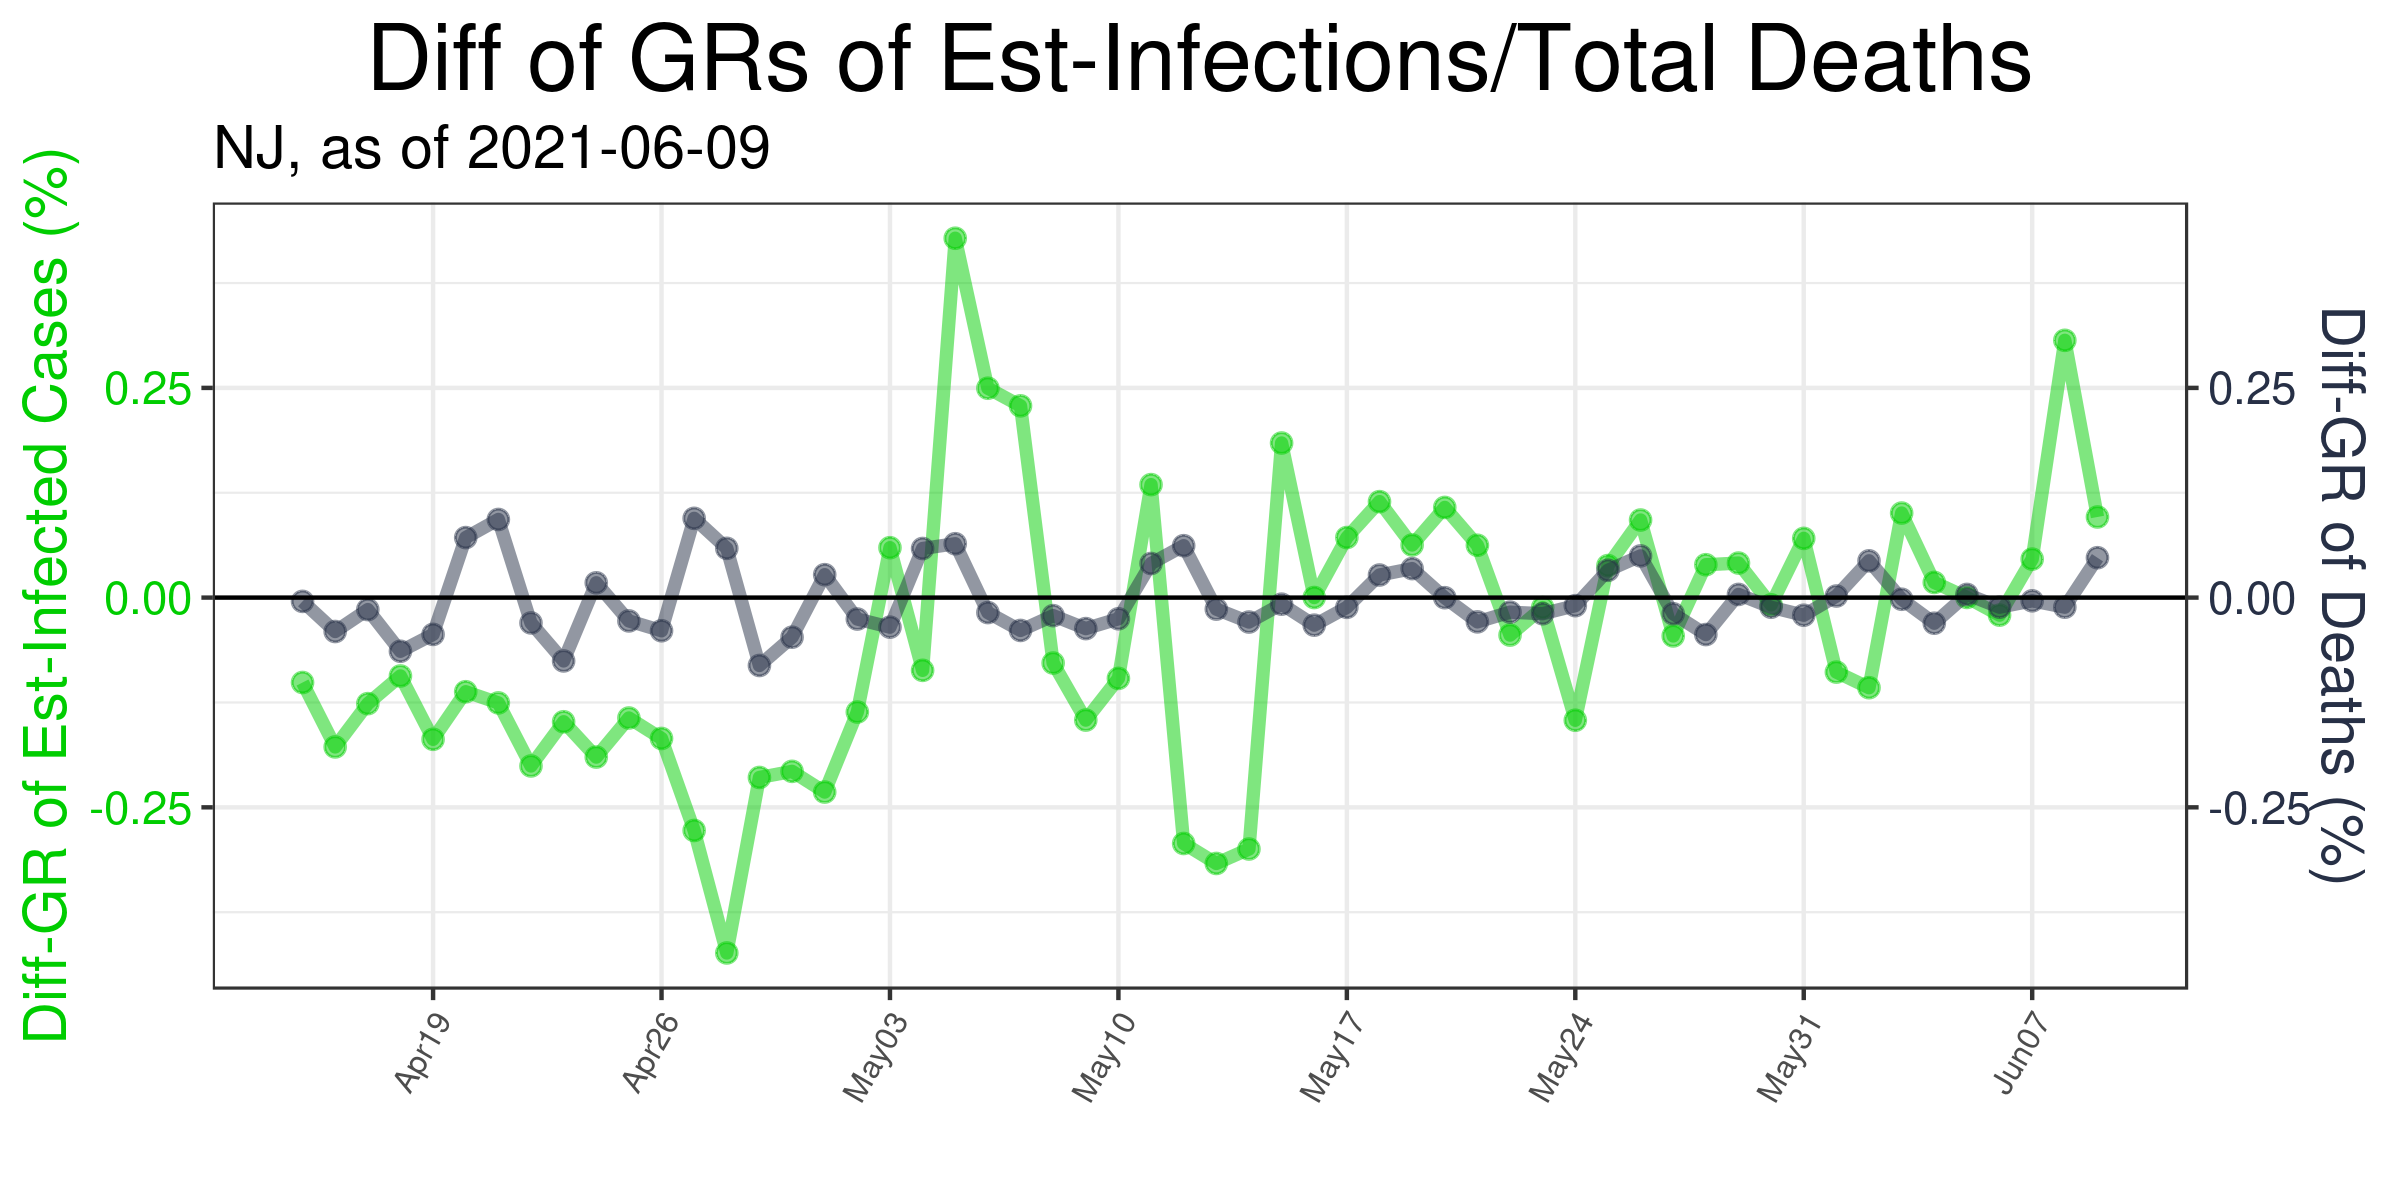 Diff of GRs of Est-Infections/Total Deaths
NJ, as of 2021-06-09
Diff-GR of Est-Infected Cases (%)
0.25
0.00
-0.25
0.25
0.00
-0.25
Diff-GR of Deaths (%)
Apr19
Apr26
May03
May10
May17
May24
May31
Jun07